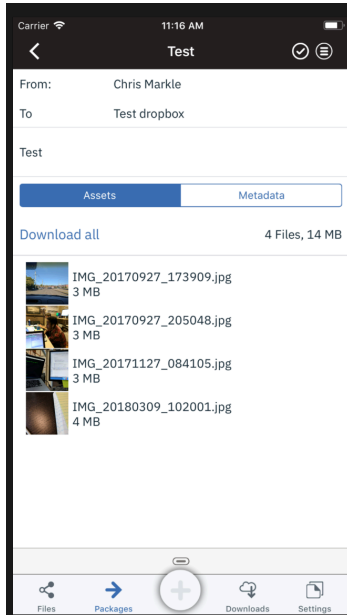 Carrier 11:16 AM
Test
From: Chris Markle
To Test dropbox
Test
Assets Metadata
Download all 4 Files, 14 MB
IMG_20170927_173909.jpg
3 MB
IMG_20170927_205048.jpg
3 MB
IMG_20171127_084105.jpg
3 MB
IMG_20180309_102001.jpg
4 MB
Files Packages Downloads Settings